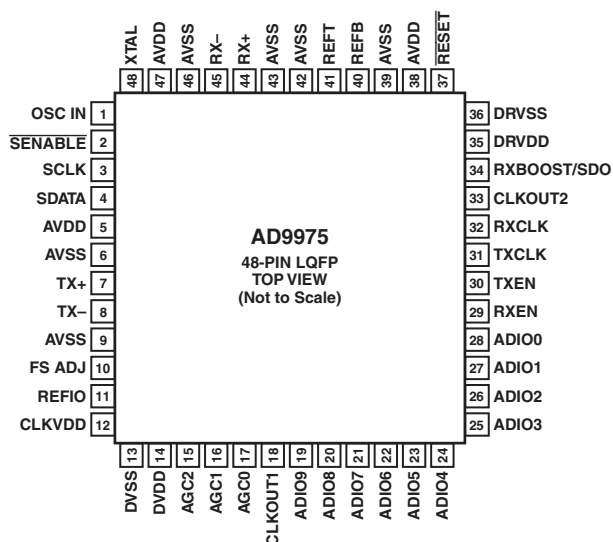 XTAL
AVDD
AVSS
RX–
RX+
AVSS
AVSS
REFT
REFB
AVSS
AVDD
RESET
48 47 46 45 44 43 42 41 40 39 38 37
OSC IN 1
SENABLE 2
SCLK 3
SDATA 4
AVDD 5
AVSS 6
TX+ 7
TX– 8
AVSS 9
FS ADJ 10
REFIO 11
CLKVDD 12
AD9975
48-PIN LQFP
TOP VIEW
(Not to Scale)
36 DRVSS
35 DRVDD
34 RXBOOST/SDO
33 CLKOUT2
32 RXCLK
31 TXCLK
30 TXEN
29 RXEN
28 ADIO0
27 ADIO1
26 ADIO2
25 ADIO3
13 14 15 16 17 18 19 20 21 22 23 24
DVSS
DVDD
AGC2
AGC1
AGC0
CLKOUT1
ADIO9
ADIO8
ADIO7
ADIO6
ADIO5
ADIO4